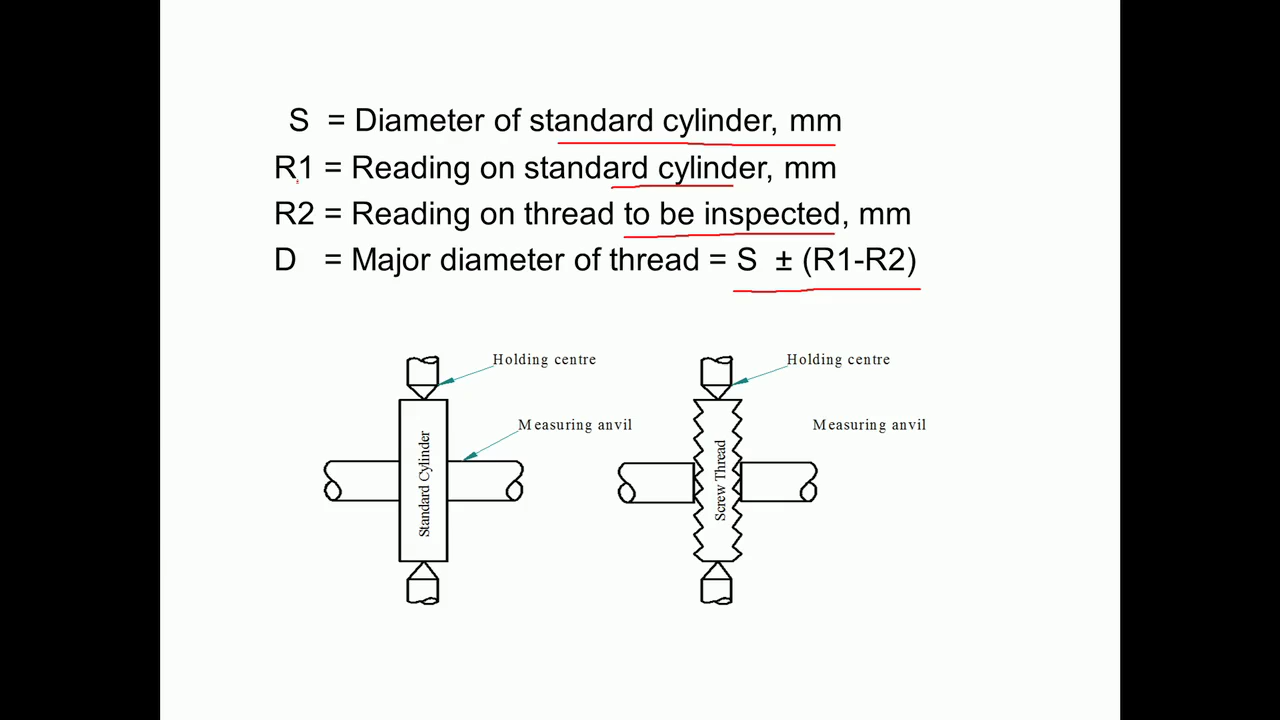 S = Diameter of standard cylinder, mm
R1 = Reading on standard cylinder, mm
R2 = Reading on thread to be inspected, mm
D = Major diameter of thread = S ± (R1-R2)
Holding centre
Holding centre
Measuring anvil
Measuring anvil
Standard Cylinder
Screw Thread